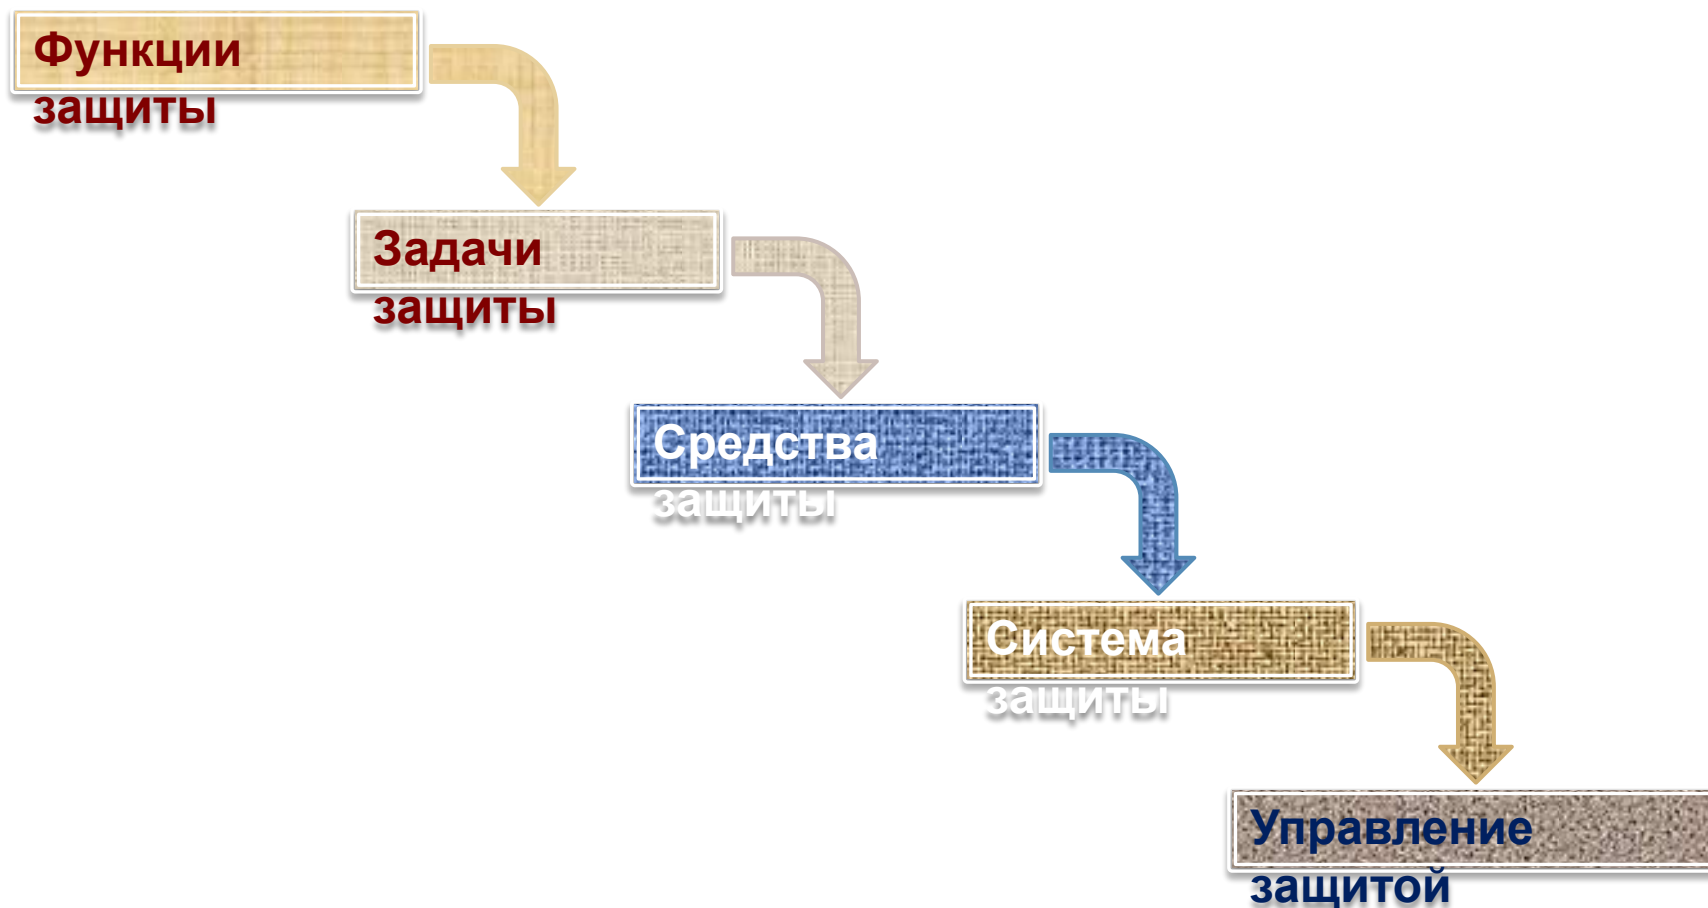 Функции
защиты
Задачи
защиты
Средства
защиты
Система
защиты
Управление
защитой